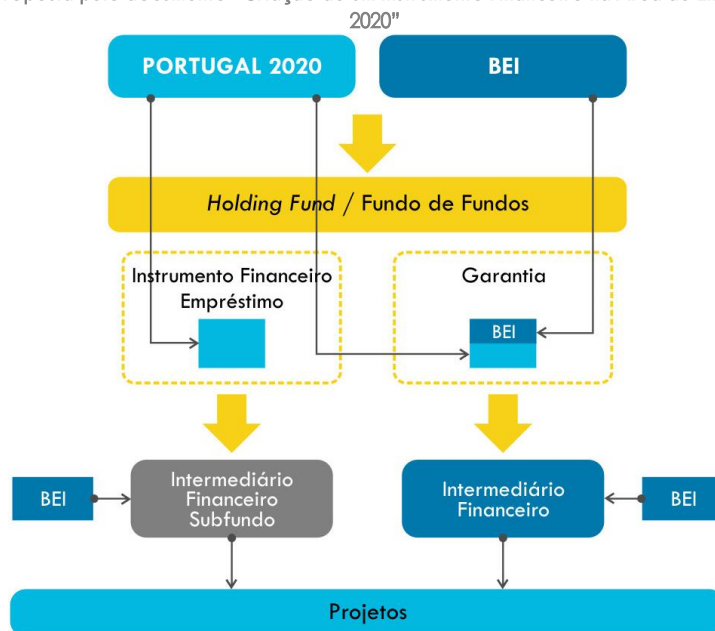 2020”
PORTUGAL 2020
BEI
Holding Fund / Fundo de Fundos
Instrumento Financeiro
Empréstimo
Garantia
BEI
BEI
Intermediário
Financeiro
Subfundo
Intermediário
Financeiro
BEI
Projetos